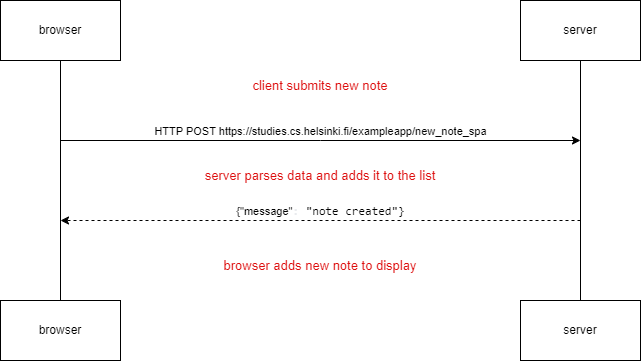 browser
server
client submits new note
HTTP POST https://studies.cs.helsinki.fi/exampleapp/new_note_spa
server parses data and adds it to the list
{"message": "note created"}
browser adds new note to display
browser
server